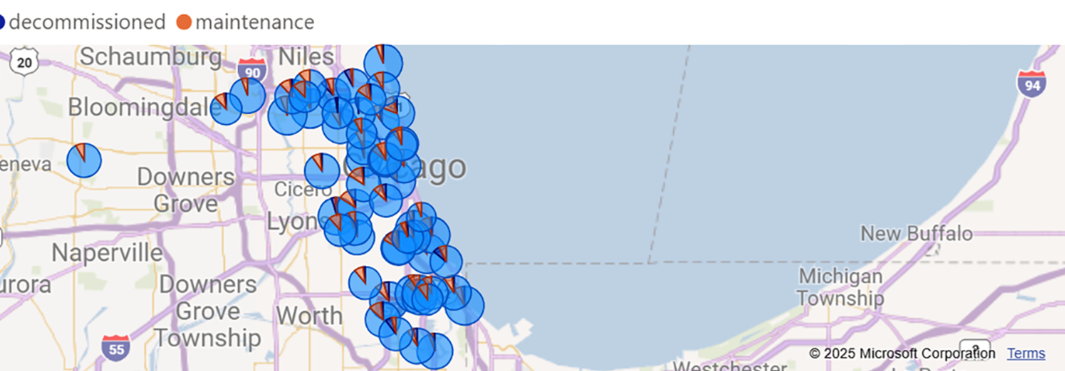 decommissioned maintenance
20
Schaumburg
Niles
90
94
Bloomingdale
eneva
Chicago
Downers
Grove
Cicero
Lyons
New Buffalo
Naperville
Michigan
Township
urora
Downers
Grove
Township
Worth
55
© 2025 Microsoft Corporation Terms
Westchester